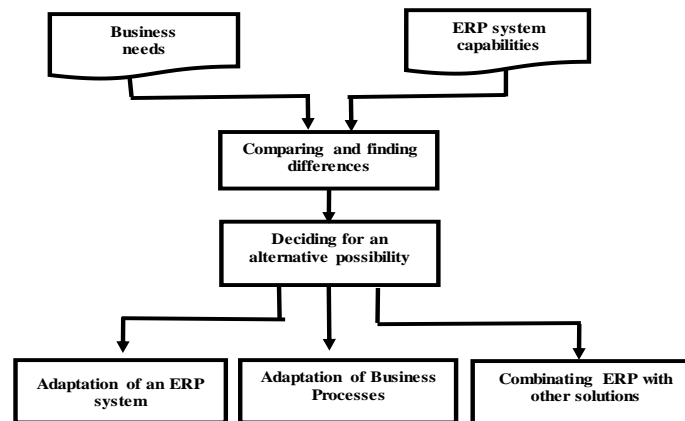 Business
needs
ERP system
capabilities
Comparing and finding
differences
Deciding for an
alternative possibility
Adaptation of an ERP
system
Adaptation of Business
Processes
Combinating ERP with
other solutions